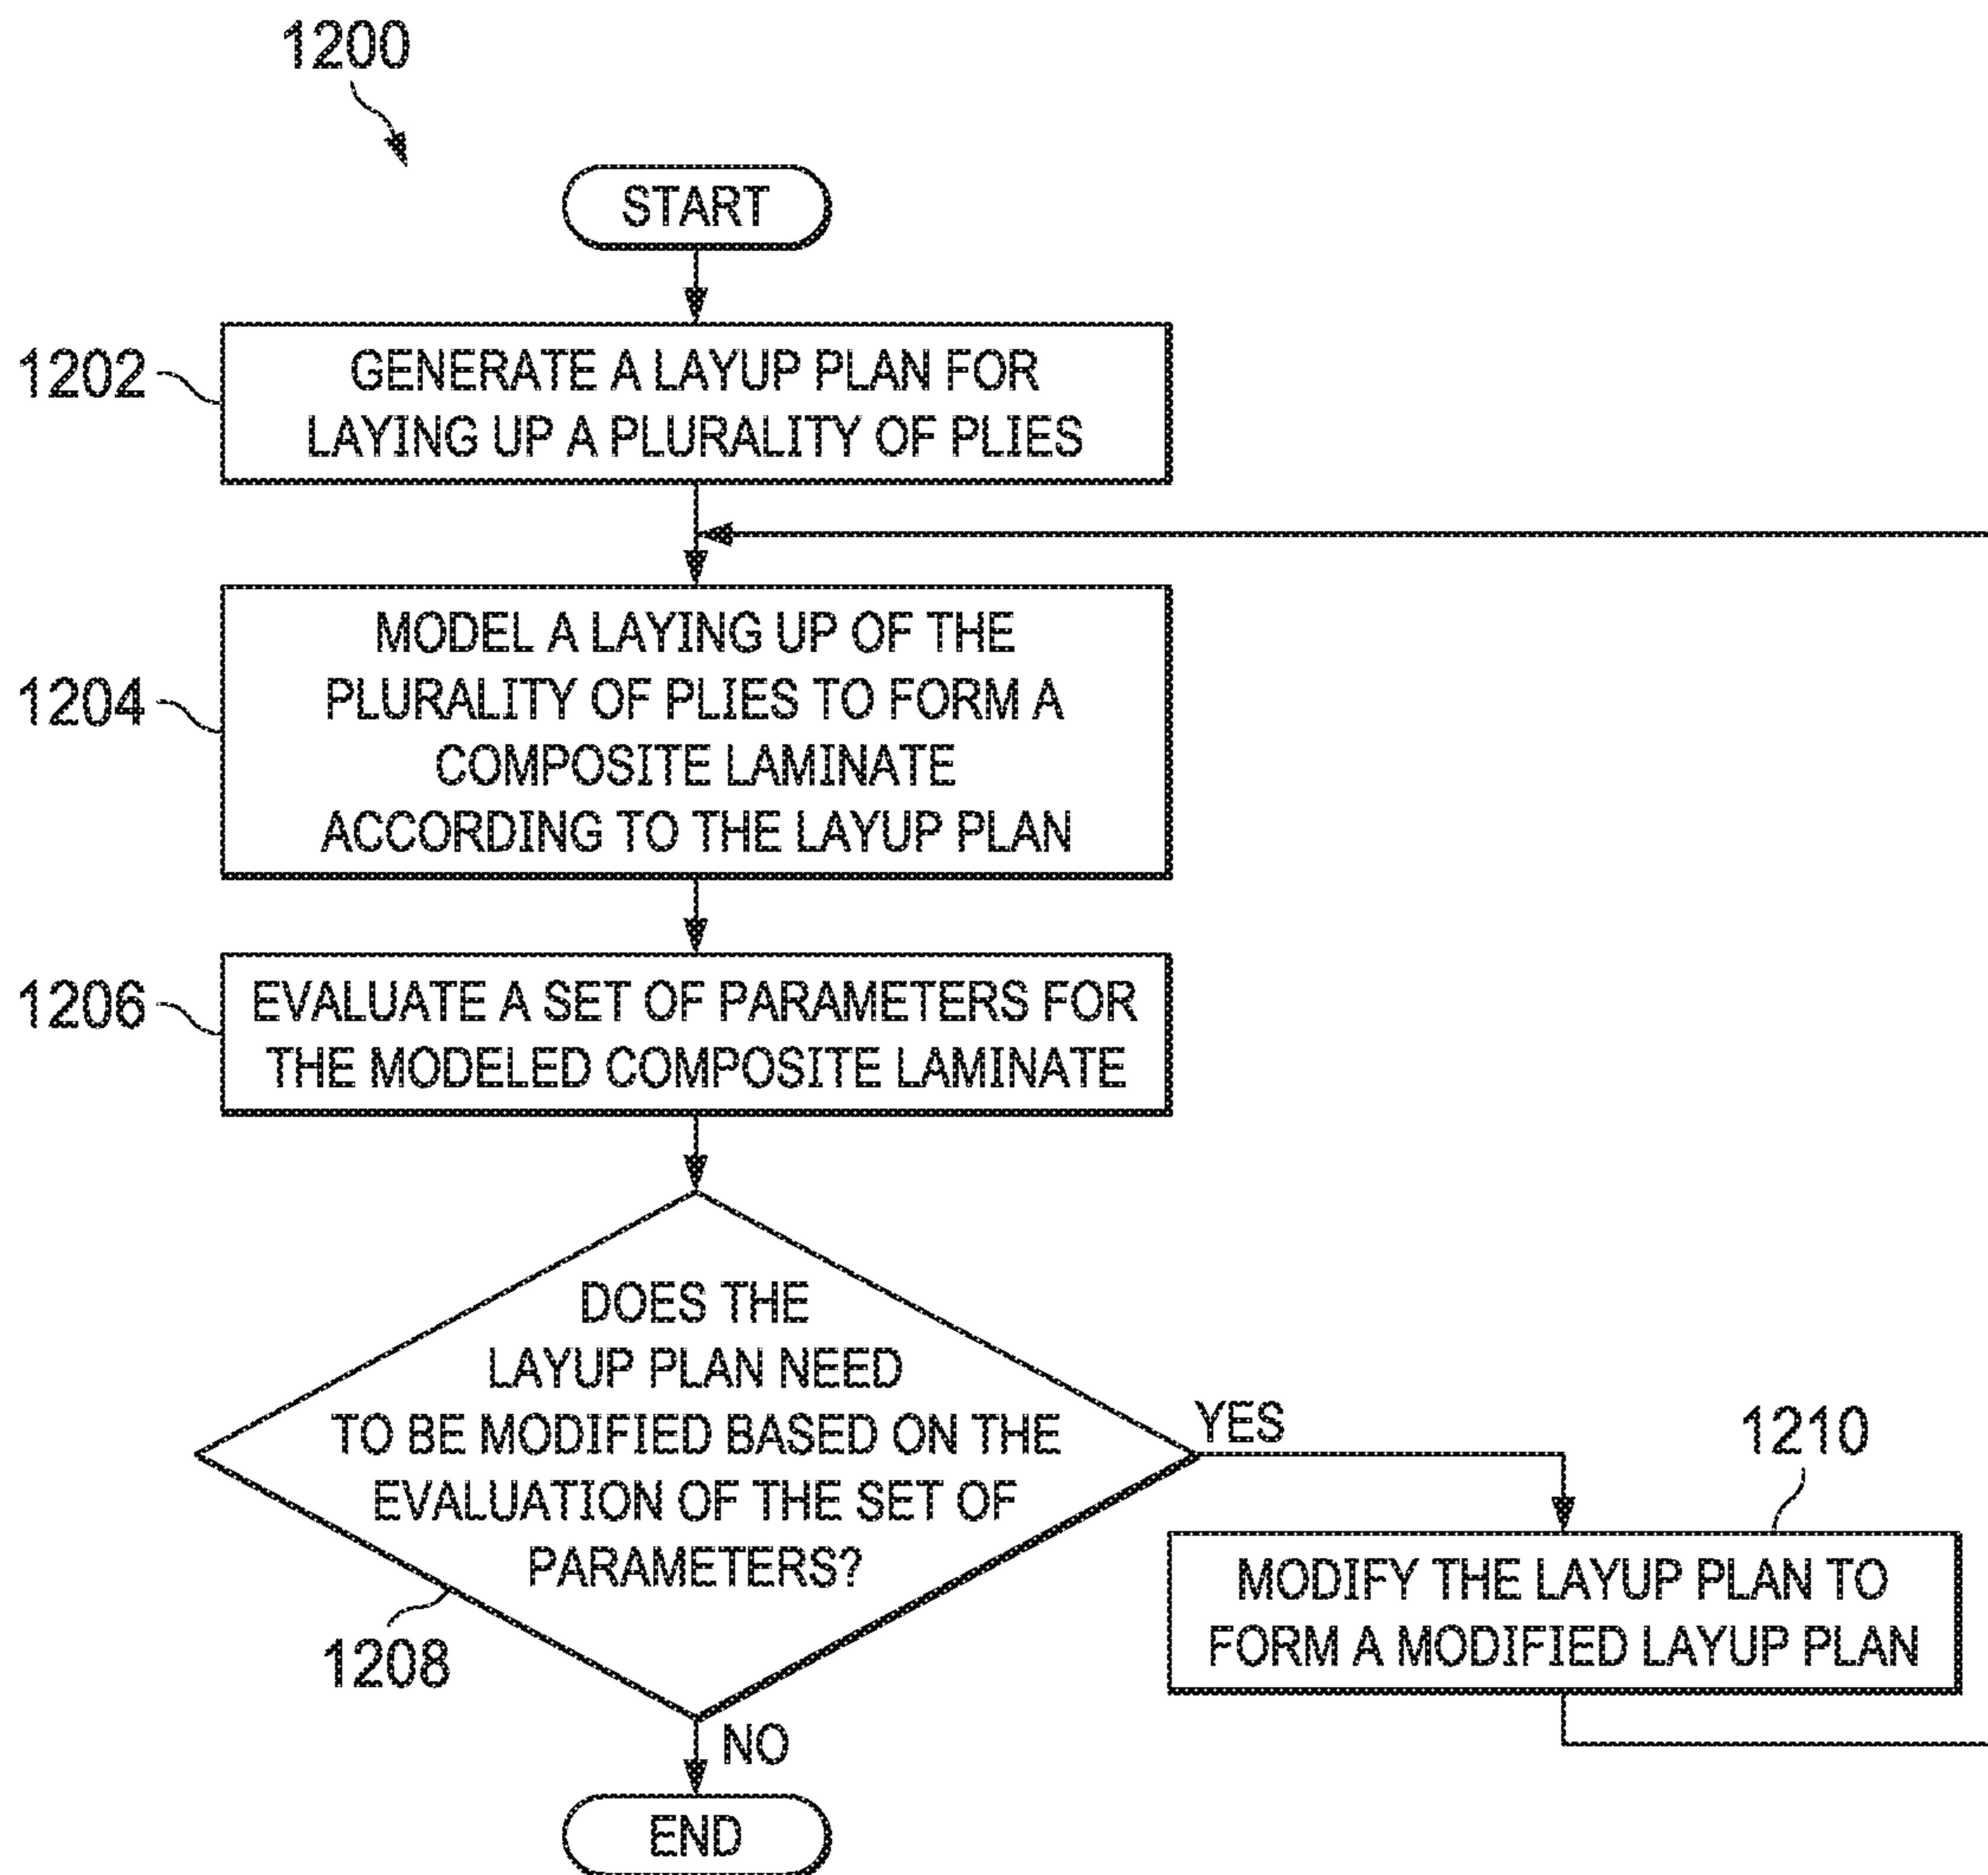 1200
START
1202
GENERATE A LAYUP PLAN FOR
LAYING UP A PLURALITY OF PLIES
1204
MODEL A LAYING UP OF THE
PLURALITY OF PLIES TO FORM A
COMPOSITE LAMINATE
ACCORDING TO THE LAYUP PLAN
1206
EVALUATE A SET OF PARAMETERS FOR
THE MODELED COMPOSITE LAMINATE
DOES THE
LAYUP PLAN NEED
TO BE MODIFIED BASED ON THE
EVALUATION OF THE SET OF
PARAMETERS?
1208
YES
1210
MODIFY THE LAYUP PLAN TO
FORM A MODIFIED LAYUP PLAN
NO
END